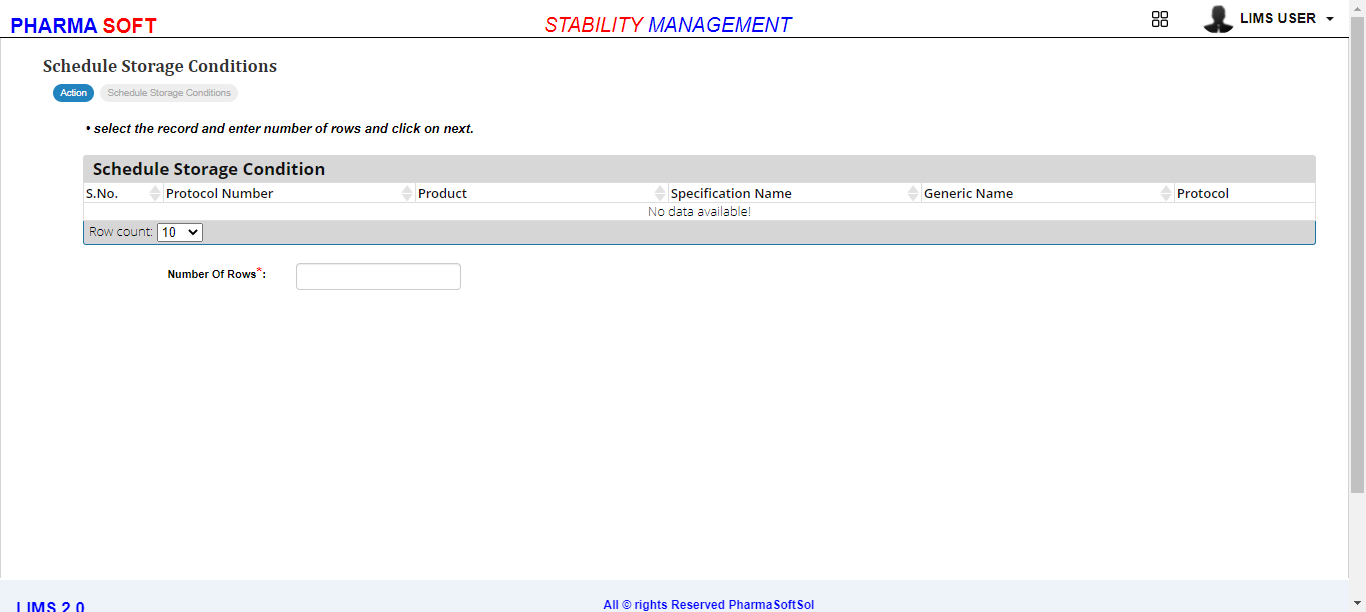 PHARMA SOFT STABILITY MANAGEMENT LIMS USER
Schedule Storage Conditions
Action Schedule Storage Conditions
• select the record and enter number of rows and click on next.
Schedule Storage Condition
S.No. Protocol Number Product Specification Name Generic Name Protocol
No data available!
Row count: 10
Number Of Rows*:
LIMS 2.0 All © rights Reserved PharmaSoftSol